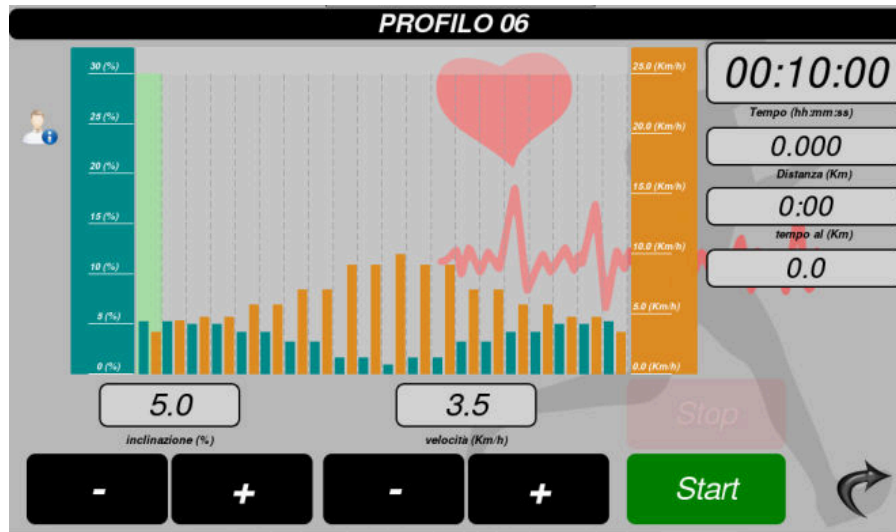 PROFILO 06
30 (%)
25 (%)
20 (%)
15 (%)
10 (%)
5 (%)
0 (%)
25.0 (Km/h)
20.0 (Km/h)
15.0 (Km/h)
10.0 (Km/h)
5.0 (Km/h)
0.0 (Km/h)
00:10:00
Tempo (hh:mm:ss)
0.000
Distanza (Km)
0:00
tempo al (Km)
0.0
5.0
inclinazione (%)
3.5
velocità (Km/h)
Stop
-
+
-
+
Start